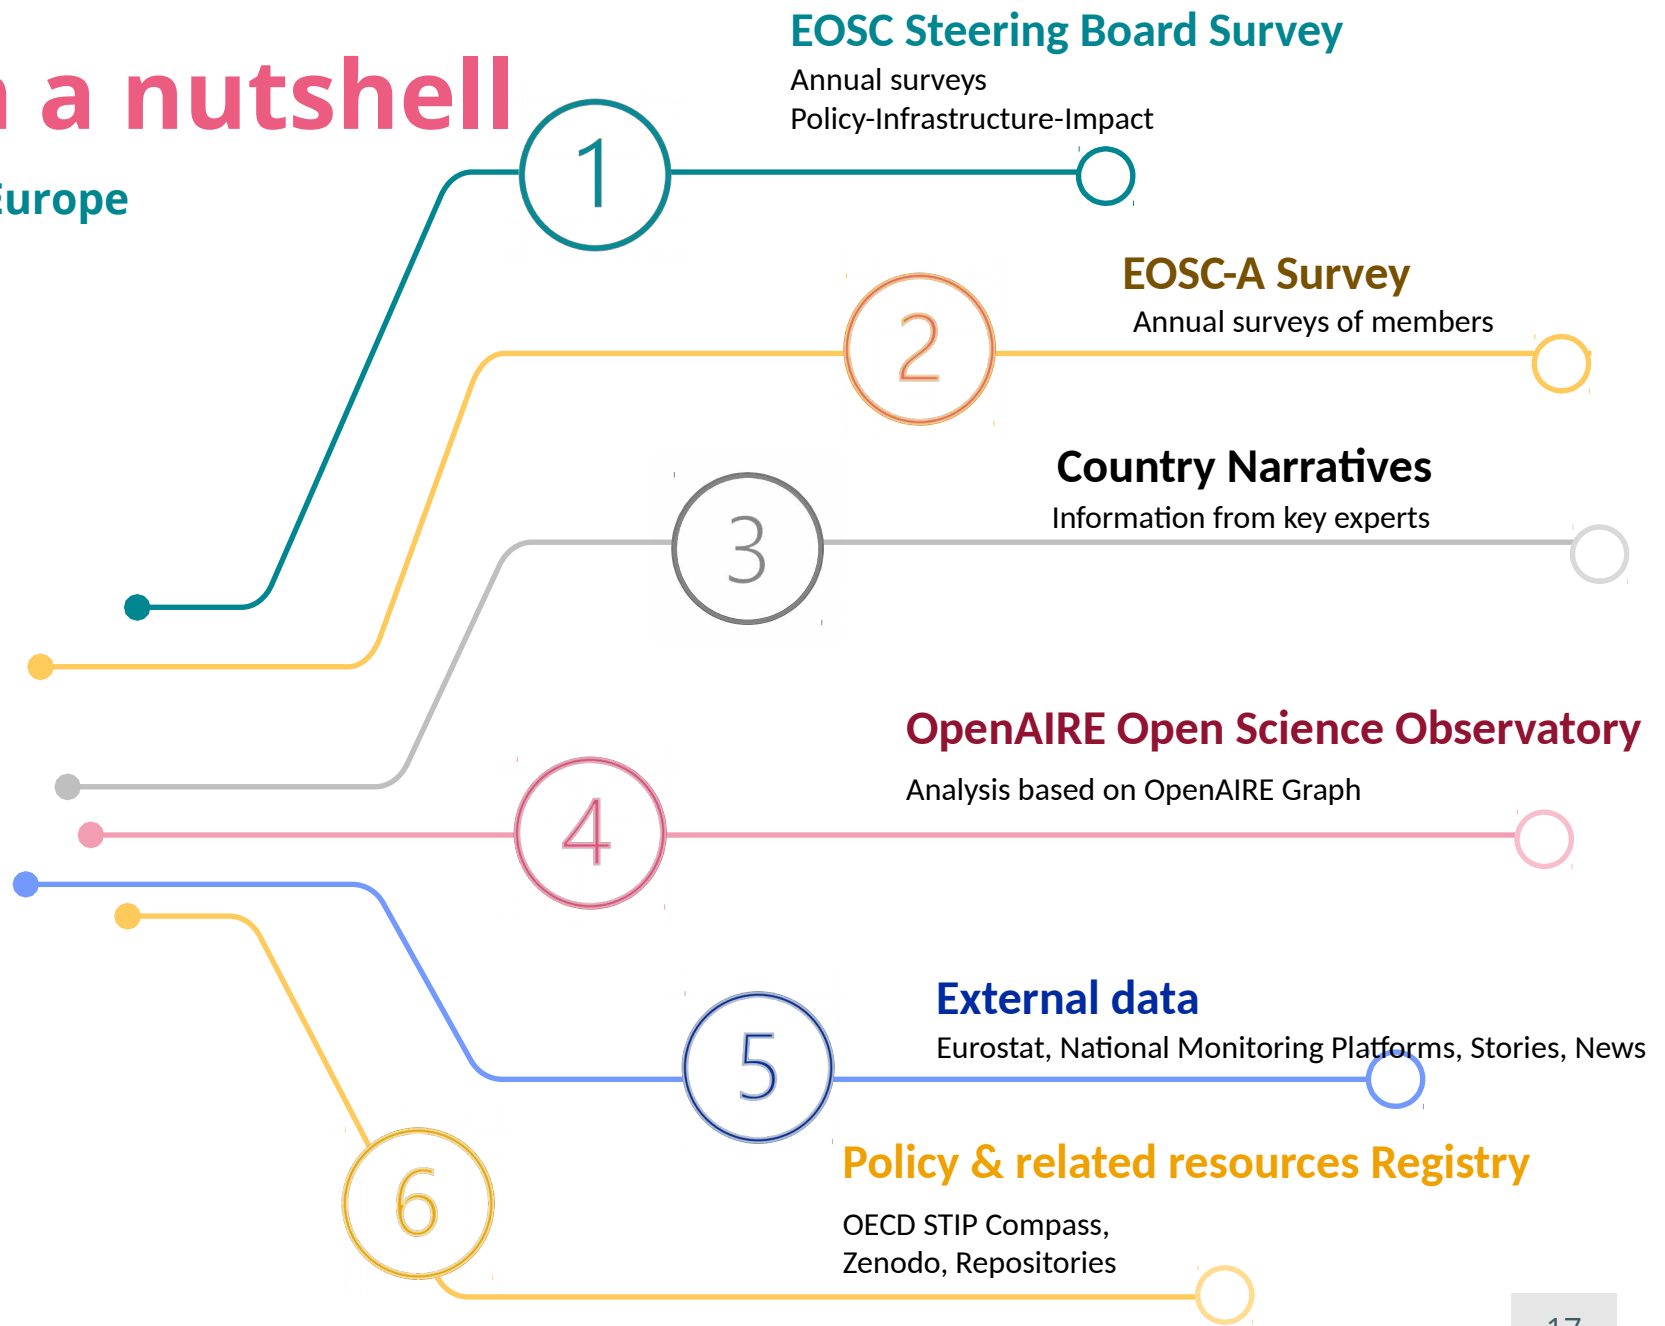 a nutshell
Europe
1
EOSC Steering Board Survey
Annual surveys
Policy-Infrastructure-Impact
2
EOSC-A Survey
Annual surveys of members
3
Country Narratives
Information from key experts
4
OpenAIRE Open Science Observatory
Analysis based on OpenAIRE Graph
5
External data
Eurostat, National Monitoring Platforms, Stories, News
6
Policy & related resources Registry
OECD STIP Compass,
Zenodo, Repositories
17